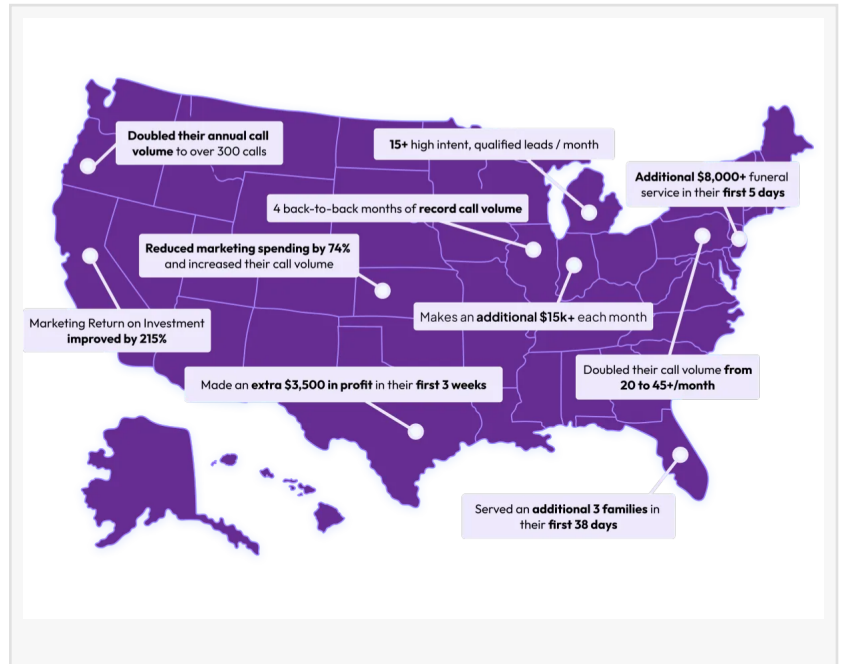 Doubled their annual call
volume to over 300 calls
15+ high intent, qualified leads / month
Additional $8,000+ funeral
service in their first 5 days
4 back-to-back months of record call volume
Reduced marketing spending by 74%
and increased their call volume
Makes an additional $15k+ each month
Marketing Return on Investment
improved by 215%
Doubled their call volume from
20 to 45+/month
Made an extra $3,500 in profit in their first 3 weeks
Served an additional 3 families in
their first 38 days